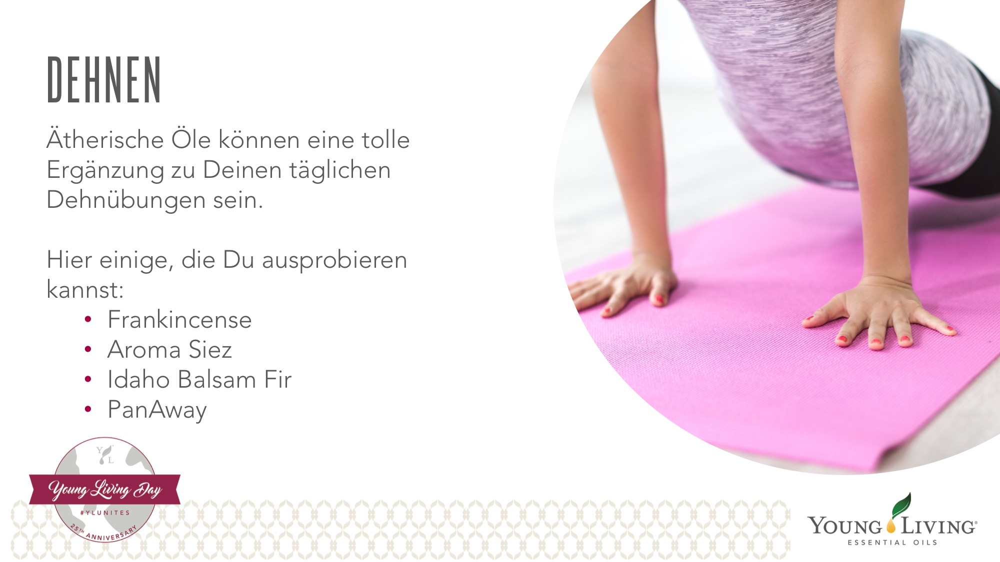 DEHNEN
Ätherische Öle können eine tolle
Ergänzung zu Deinen täglichen
Dehnübungen sein.
Hier einige, die Du ausprobieren
kannst:
• Frankincense
• Aroma Siez
• Idaho Balsam Fir
• PanAway
Y L
Young Living Day
#YLUNITES
25TH ANNIVERSARY
YOUNG LIVING®
ESSENTIAL OILS